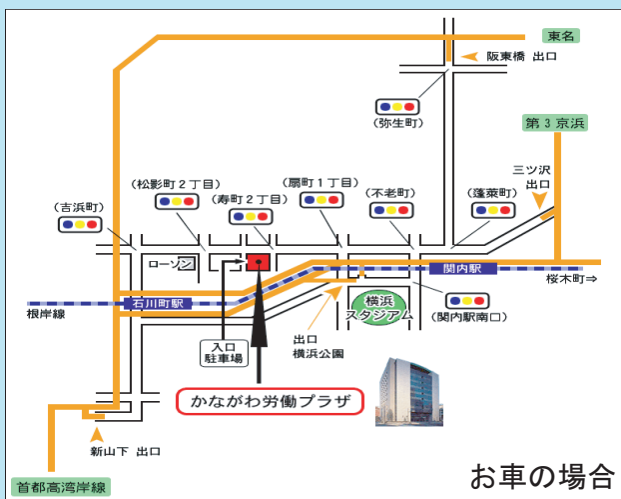 東名
阪東橋 出口
(弥生町)
第3京浜
三ツ沢
出口
(松影町2丁目)
(扇町1丁目)
(不老町)
(蓬莱町)
(吉浜町)
(寿町2丁目)
ローソン
関内駅
桜木町⇒
石川町駅
根岸線
横浜
スタジアム
(関内駅南口)
入口
駐車場
出口
横浜公園
かながわ労働プラザ
新山下 出口
首都高湾岸線
お車の場合